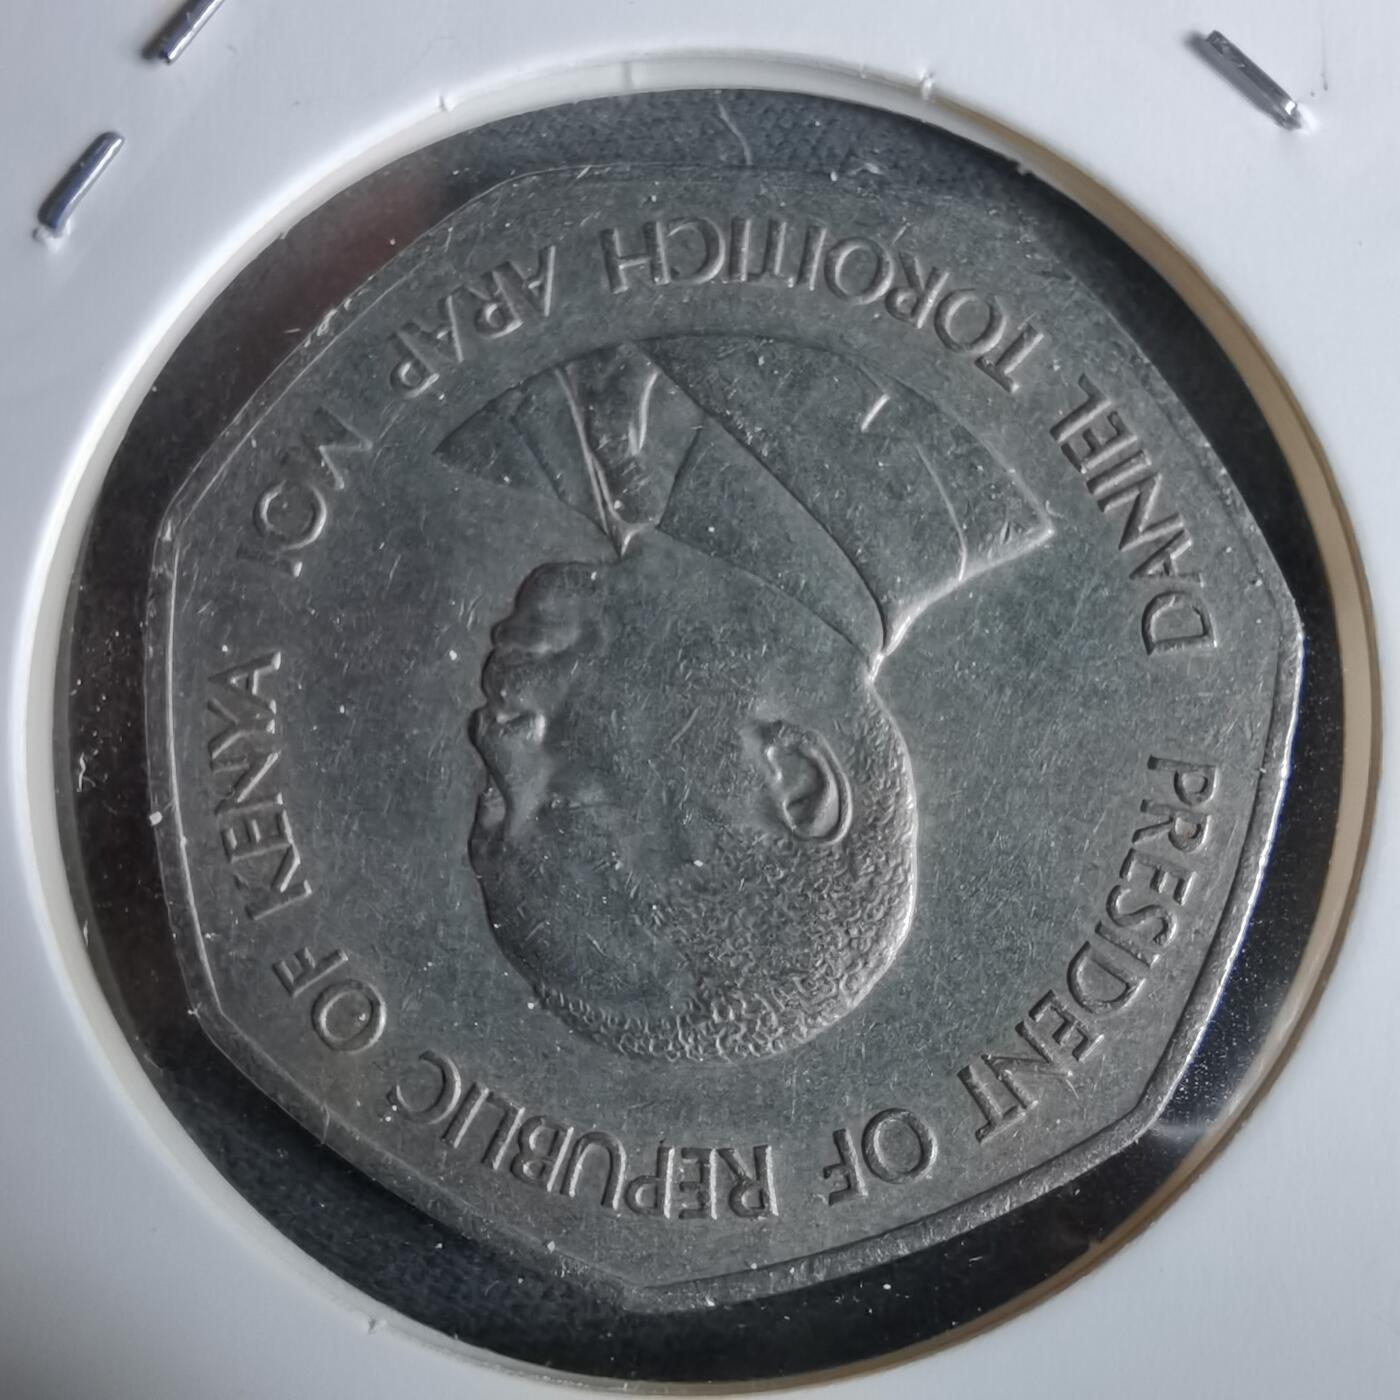 PRESIDENT OF REPUBLIC OF KENYA
DANIEL TOROITICH ARAP MOI